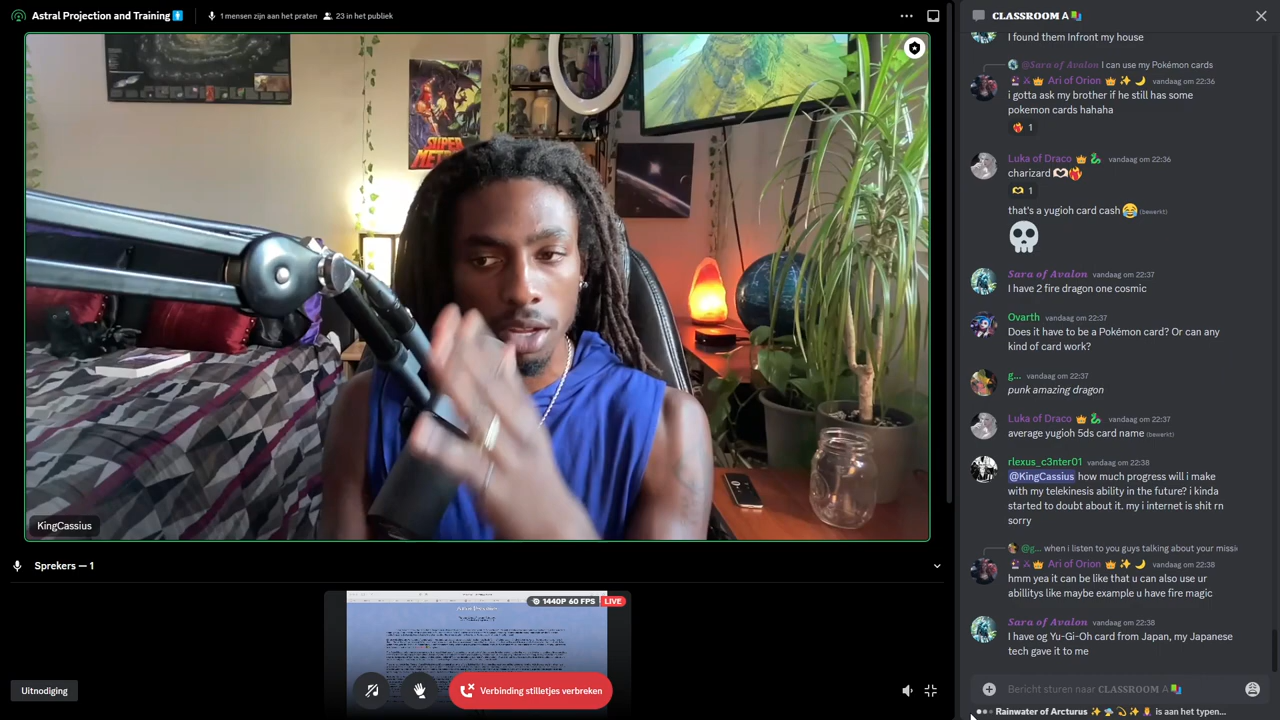 Astral Projection and Training
1 mensen zijn aan het praten
23 in het publiek
SUPER
KingCassius
Sprekers — 1
1440P 60 FPS
LIVE
Uitnodiging
Verbinding stilletjes verbreken
CLASSROOM A
I found them Infront my house
@Sara of Avalon I can use my Pokémon cards
Ari of Orion vandaag om 22:36
i gotta ask my brother if he still has some
pokemon cards hahaha
1
Luka of Draco vandaag om 22:36
charizard
1
that's a yugioh card cash 😂 (bewerkt)
Sara of Avalon vandaag om 22:37
I have 2 fire dragon one cosmic
Ovarth vandaag om 22:37
Does it have to be a Pokémon card? Or can any
kind of card work?
g... vandaag om 22:37
punk amazing dragon
Luka of Draco vandaag om 22:37
average yugioh 5ds card name (bewerkt)
rlexus_c3nter01 vandaag om 22:38
@KingCassius how much progress will i make
with my telekinesis ability in the future? i kinda
started to doubt about it. my i internet is shit rn
sorry
@g... when i listen to you guys talking about your missi
Ari of Orion vandaag om 22:38
hmm yea it can be like that u can also use ur
ability's like maybe example u have fire magic
Sara of Avalon vandaag om 22:38
I have og Yu-Gi-Oh card from Japan, my Japanese
tech gave it to me
Bericht sturen naar CLASSROOM A
Rainwater of Arcturus is aan het typen...